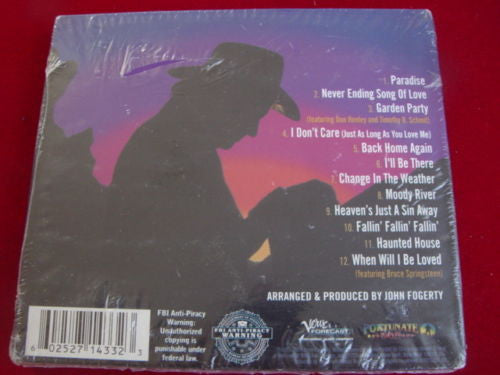 1. Paradise
2. Never Ending Song Of Love
3. Garden Party
(featuring Don Henley and Timothy B. Schmit)
4. I Don't Care (Just As Long As You Love Me)
5. Back Home Again
6. I'll Be There
7. Change In The Weather
8. Moody River
9. Heaven's Just A Sin Away
10. Fallin' Fallin' Fallin'
11. Haunted House
12. When Will I Be Loved
(featuring Bruce Springsteen)
ARRANGED & PRODUCED BY JOHN FOGERTY
FBI Anti-Piracy
Warning:
Unauthorized
copying is
punishable under
federal law.
FBI ANTI-PIRACY
WARNING
Verve
FORECAST
FORTUNATE
6 02527 14332 3